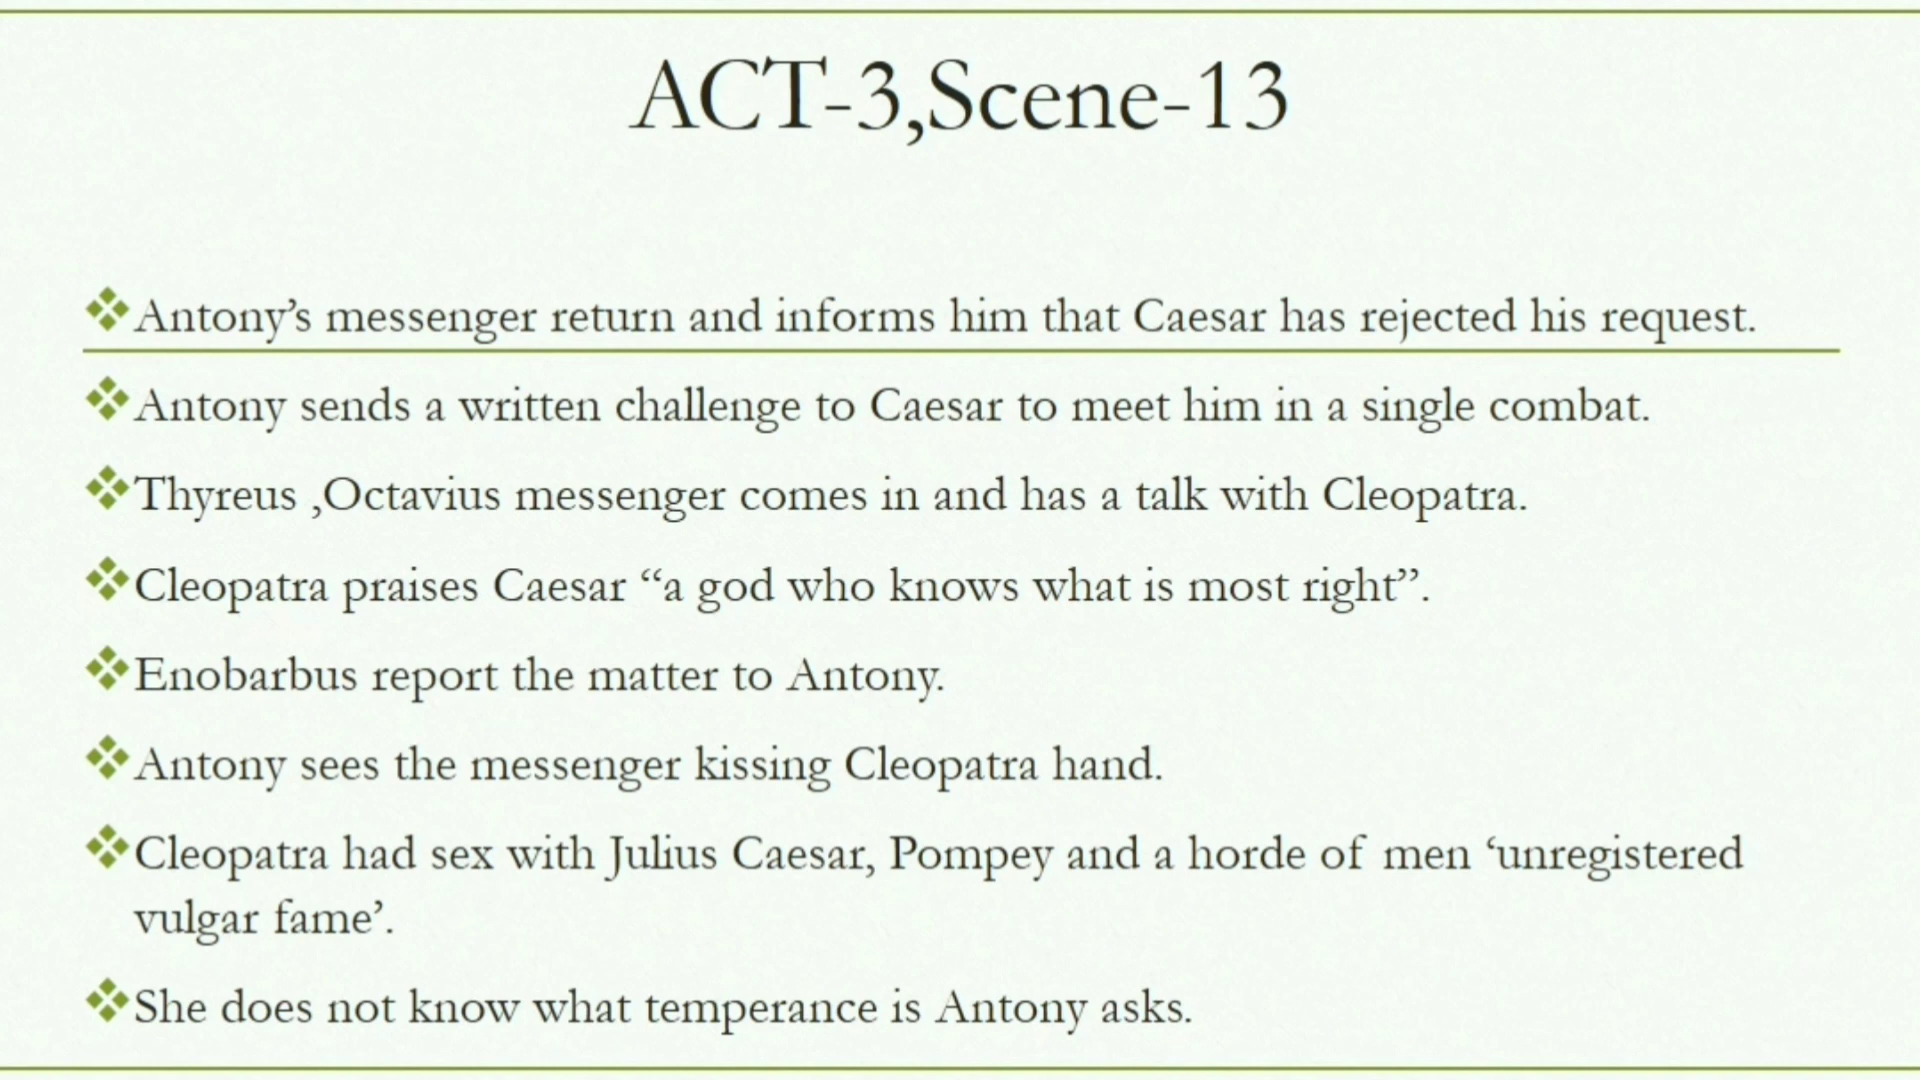 ACT-3,Scene-13
❖Antony’s messenger return and informs him that Caesar has rejected his request.
❖Antony sends a written challenge to Caesar to meet him in a single combat.
❖Thyreus ,Octavius messenger comes in and has a talk with Cleopatra.
❖Cleopatra praises Caesar “a god who knows what is most right”.
❖Enobarbus report the matter to Antony.
❖Antony sees the messenger kissing Cleopatra hand.
❖Cleopatra had sex with Julius Caesar, Pompey and a horde of men ‘unregistered
vulgar fame’.
❖She does not know what temperance is Antony asks.